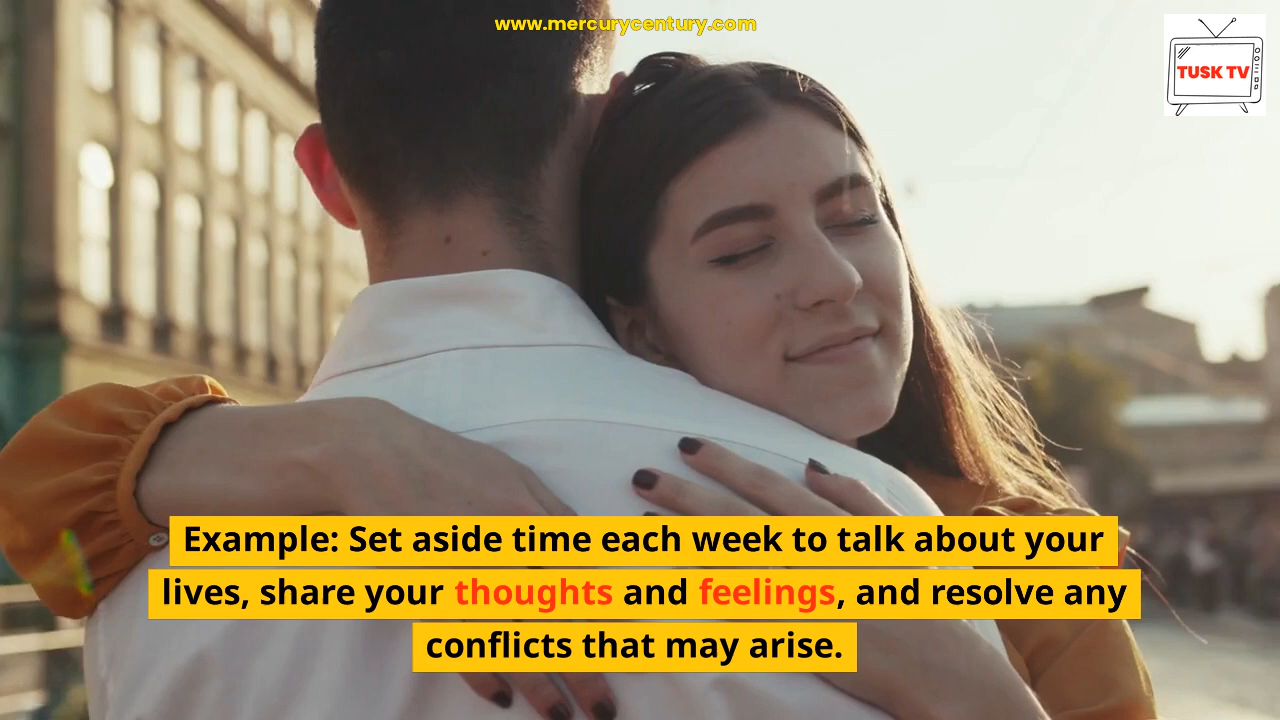 www.mercurycentury.com
TUSK TV
Example: Set aside time each week to talk about your
lives, share your thoughts and feelings, and resolve any
conflicts that may arise.